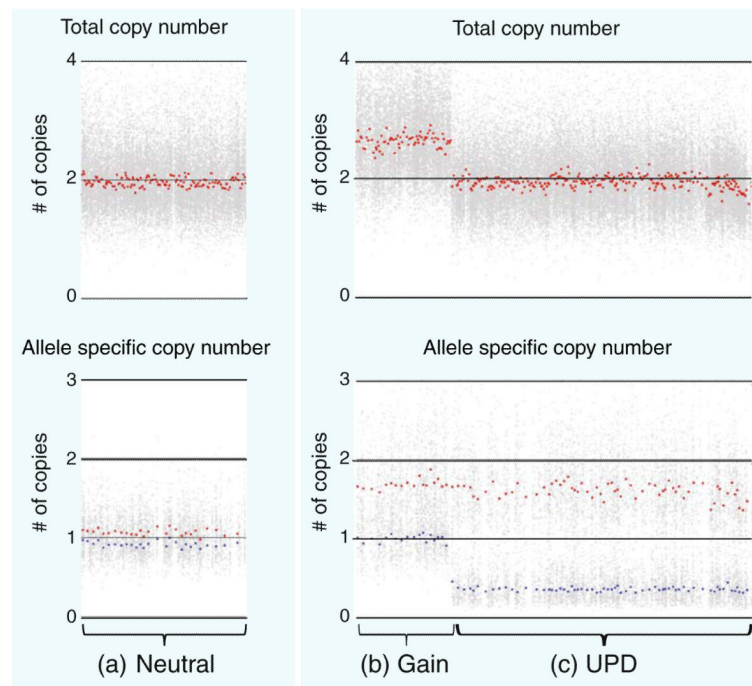 Total copy number
4
2
0
# of copies
Allele specific copy number
3
2
1
0
# of copies
(a) Neutral
Total copy number
4
2
0
# of copies
Allele specific copy number
3
2
1
0
# of copies
(b) Gain
(c) UPD